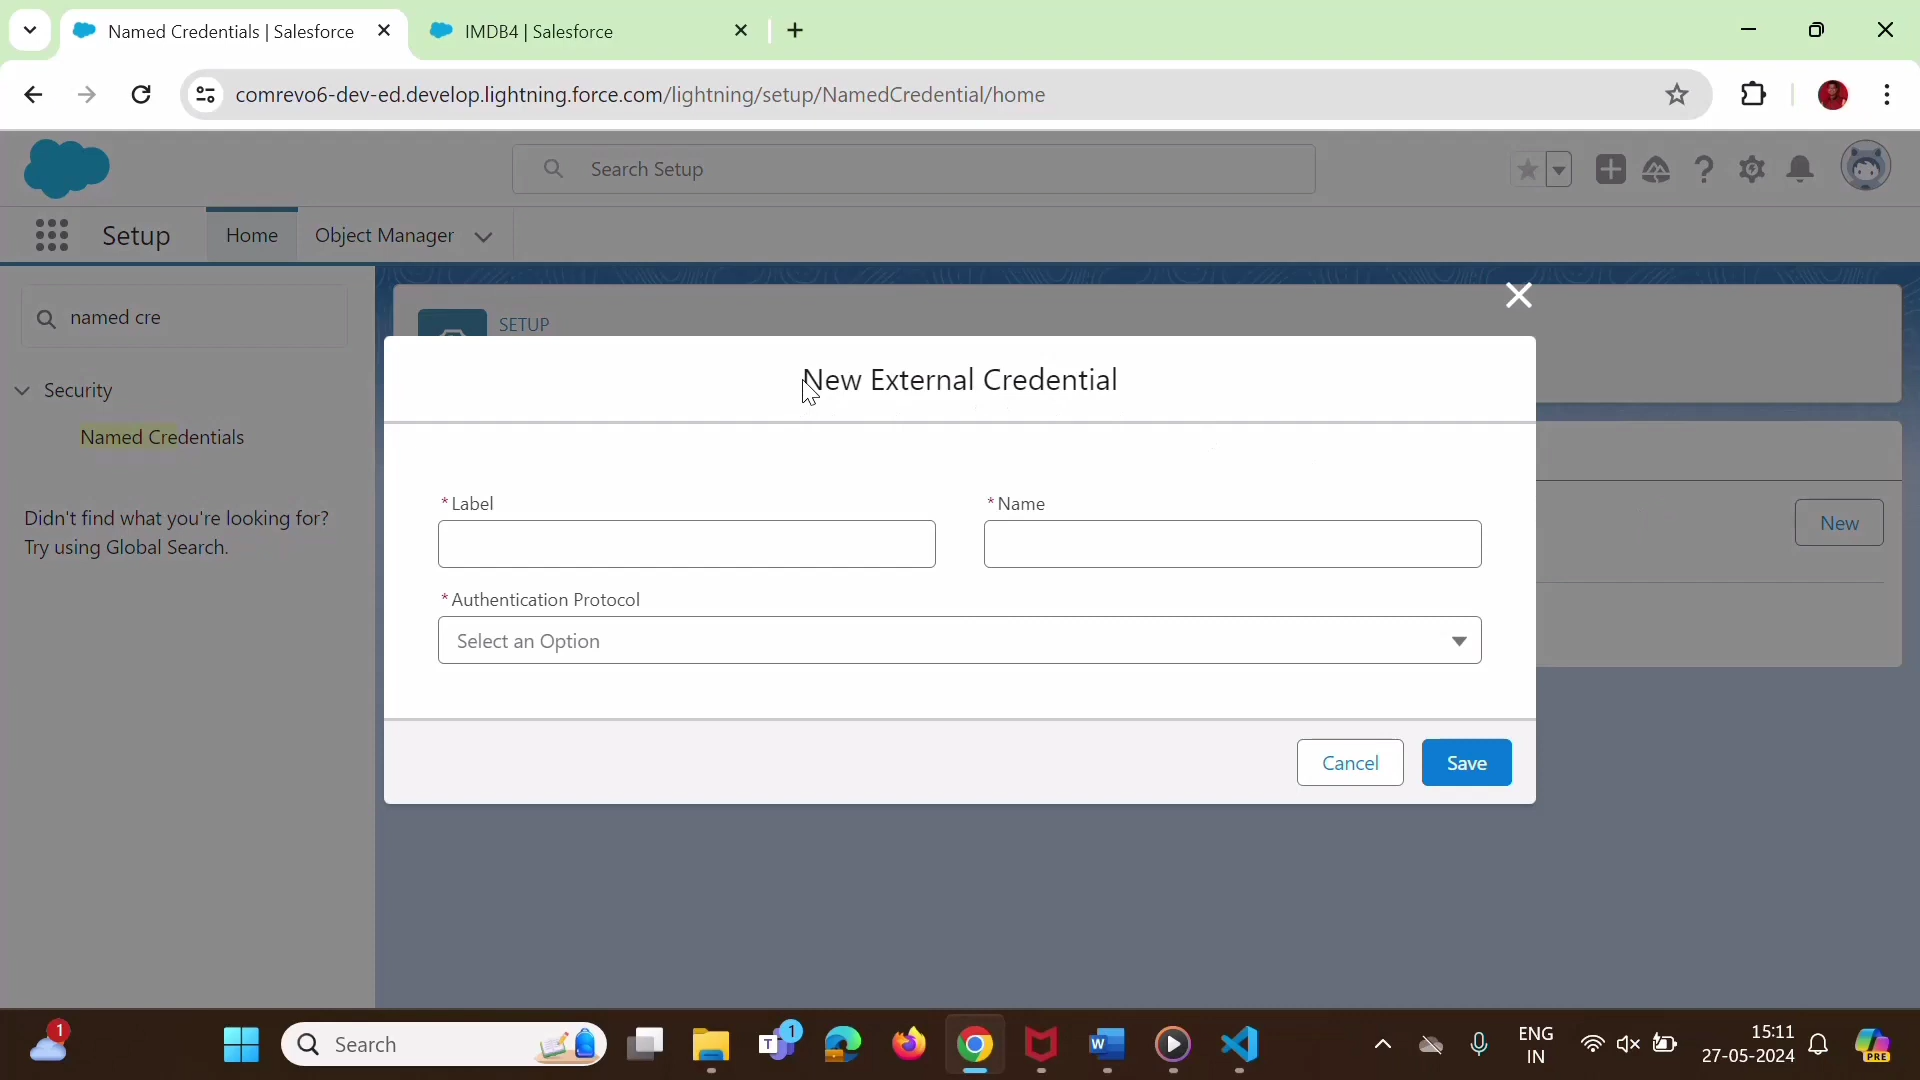 Named Credentials | Salesforce
IMDB4 | Salesforce
comrevo6-dev-ed.develop.lightning.force.com/lightning/setup/NamedCredential/home
Search Setup
Setup
Home
Object Manager
named cre
SETUP
New External Credential
Security
Named Credentials
Didn't find what you're looking for?
Try using Global Search.
* Label
* Name
New
* Authentication Protocol
Select an Option
Cancel
Save
1
Search
T
1
W
ENG
IN
15:11
27-05-2024
PRE